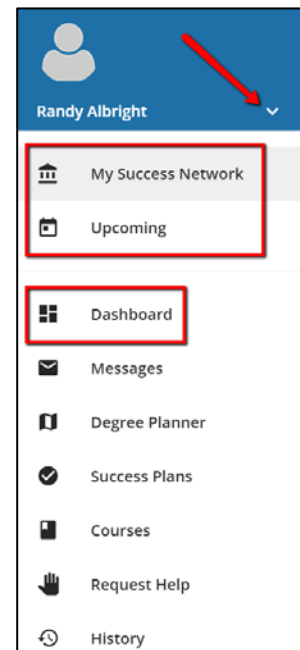 Randy Albright
My Success Network
Upcoming
Dashboard
Messages
Degree Planner
Success Plans
Courses
Request Help
History